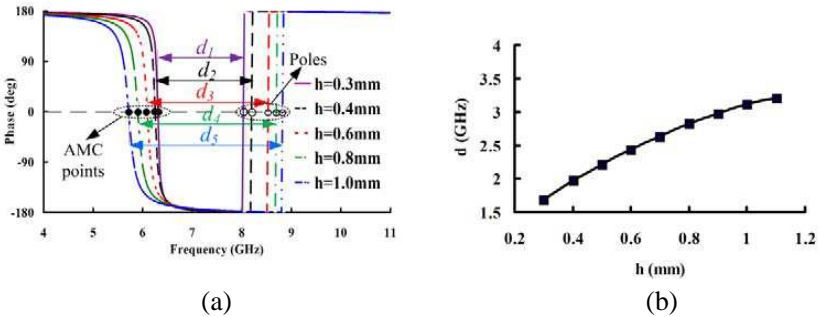 180
90
0
-90
-180
Phase (deg)
d1
d2
d3
d4
d5
Poles
AMC
points
h=0.3mm
h=0.4mm
h=0.6mm
h=0.8mm
h=1.0mm
4 5 6 7 8 9 10 11
Frequency (GHz)
(a)
4
3.5
3
2.5
2
1.5
d (GHz)
0.2 0.4 0.6 0.8 1 1.2
h (mm)
(b)